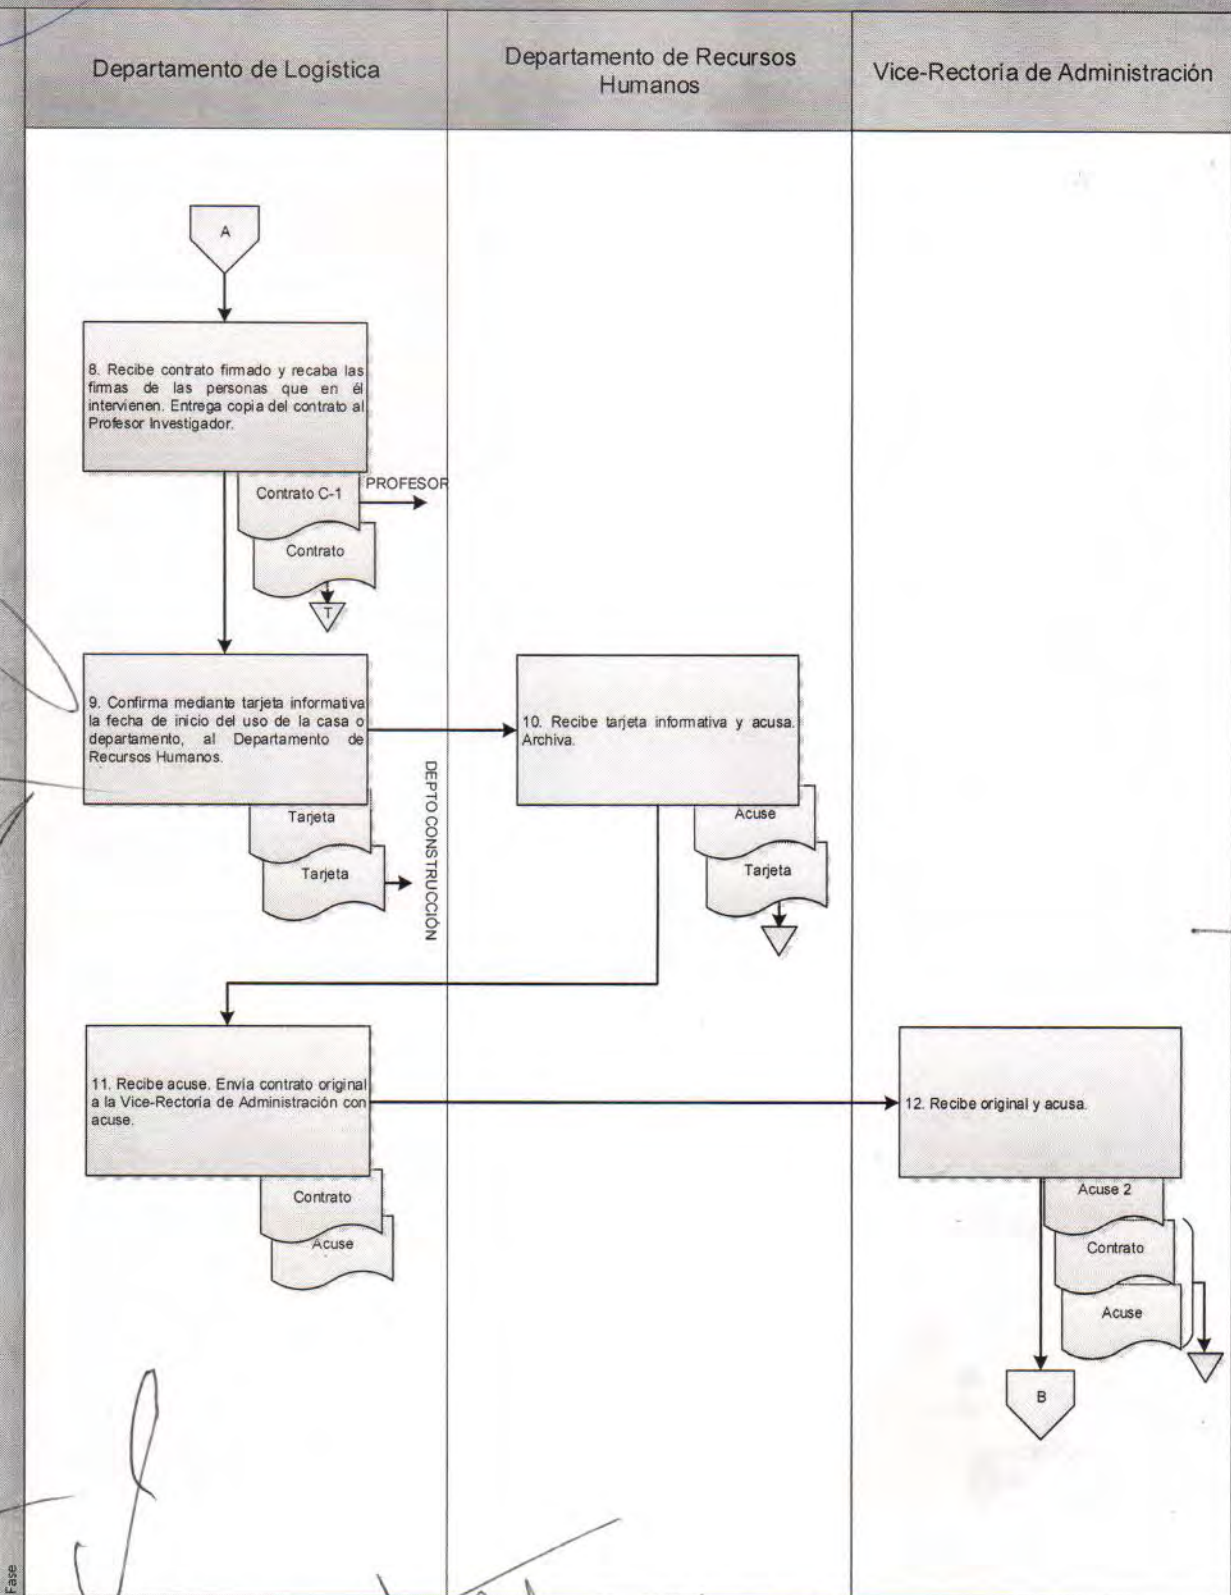 Departamento de Logística
Departamento de Recursos
Humanos
Vice-Rectoría de Administración
A
8. Recibe contrato firmado y recaba las
firmas de las personas que en él
intervienen. Entrega copia del contrato al
Profesor Investigador.
Contrato C-1
PROFESOR
Contrato
T
9. Confirma mediante tarjeta informativa
la fecha de inicio del uso de la casa o
departamento, al Departamento de
Recursos Humanos.
Tarjeta
Tarjeta
DEPTO CONSTRUCCIÓN
10. Recibe tarjeta informativa y acusa.
Archiva.
Acuse
Tarjeta
11. Recibe acuse. Envía contrato original
a la Vice-Rectoría de Administración con
acuse.
Contrato
Acuse
12. Recibe original y acusa.
Acuse 2
Contrato
Acuse
B
Fase